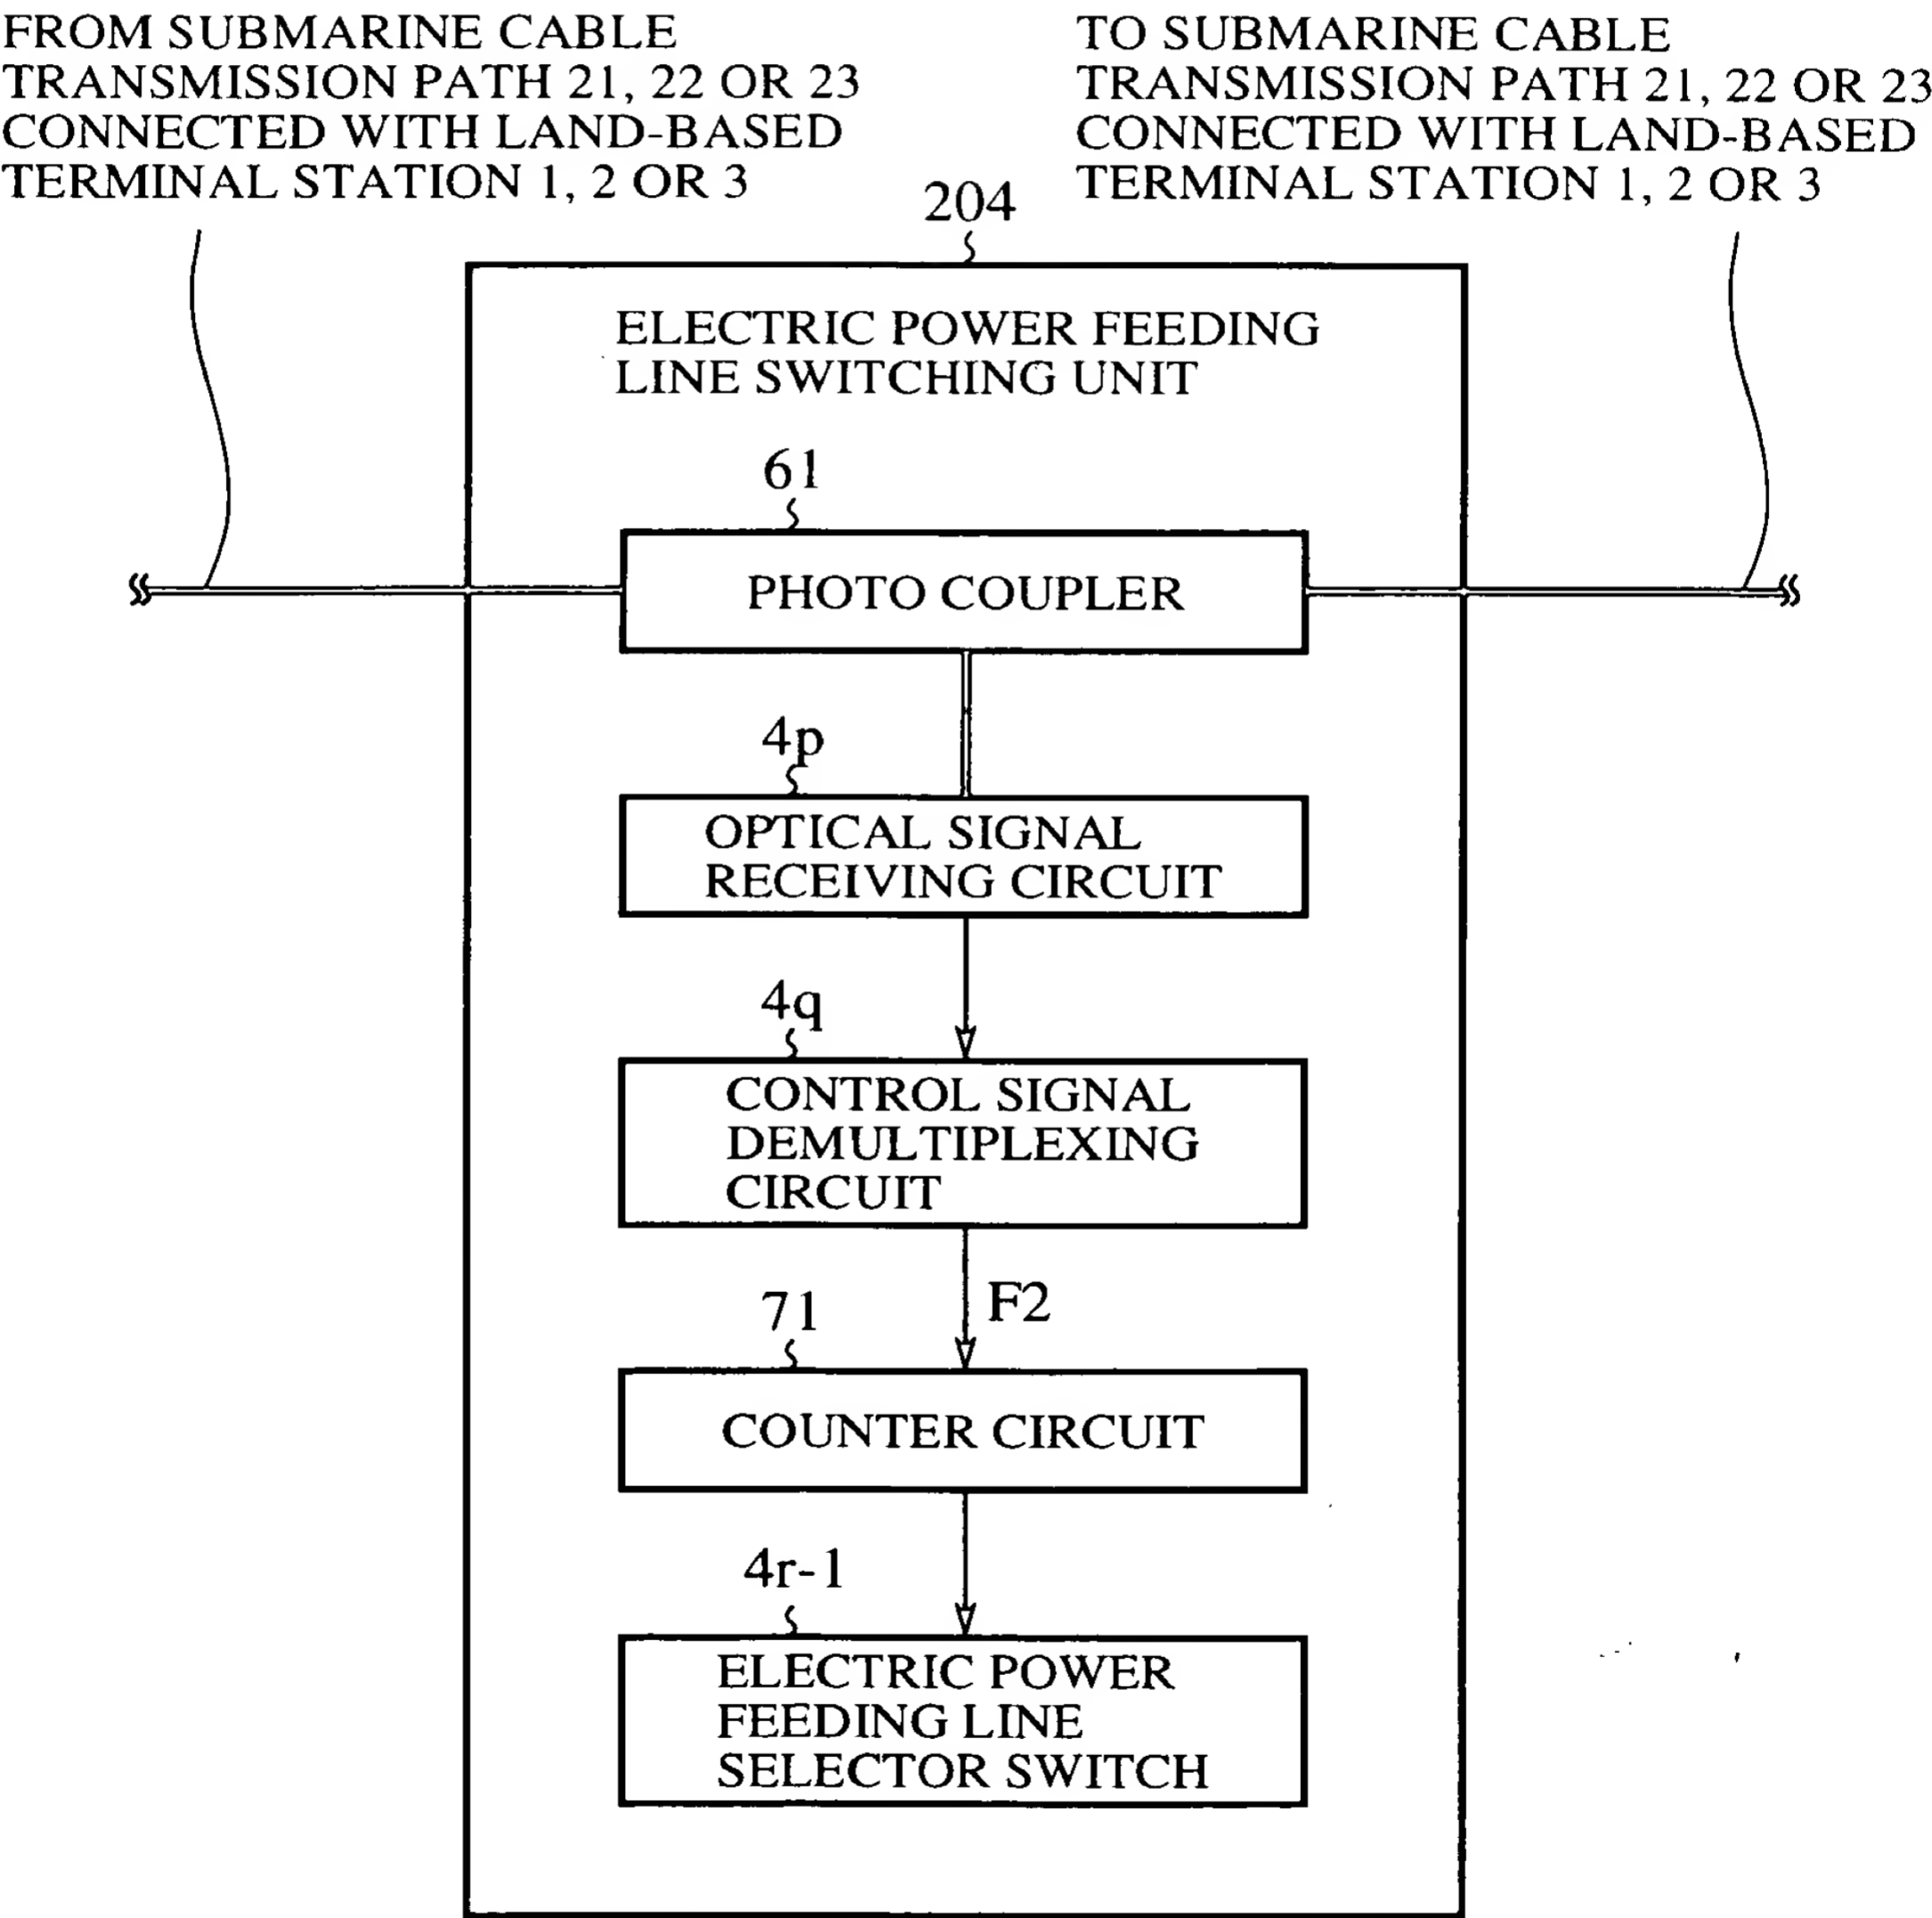 FROM SUBMARINE CABLE
TRANSMISSION PATH 21, 22 OR 23
CONNECTED WITH LAND-BASED
TERMINAL STATION 1, 2 OR 3
TO SUBMARINE CABLE
TRANSMISSION PATH 21, 22 OR 23
CONNECTED WITH LAND-BASED
TERMINAL STATION 1, 2 OR 3
204
ELECTRIC POWER FEEDING
LINE SWITCHING UNIT
61
PHOTO COUPLER
4p
OPTICAL SIGNAL
RECEIVING CIRCUIT
4q
CONTROL SIGNAL
DEMULTIPLEXING
CIRCUIT
F2
71
COUNTER CIRCUIT
4r-1
ELECTRIC POWER
FEEDING LINE
SELECTOR SWITCH